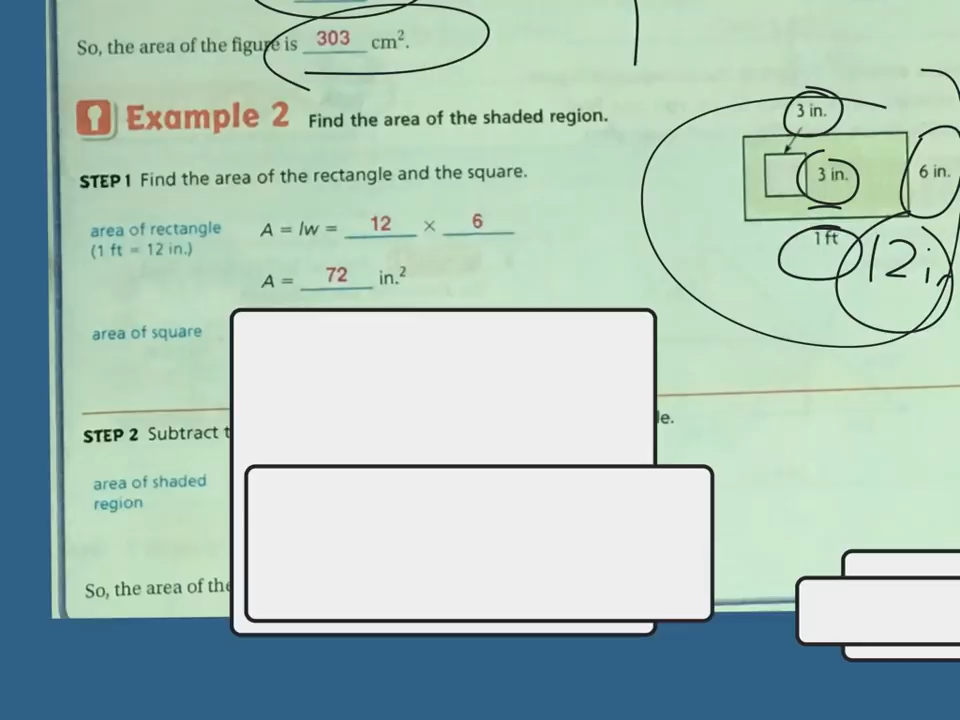 So, the area of the figure is 303 cm².
Example 2 Find the area of the shaded region.
3 in.
STEP 1 Find the area of the rectangle and the square.
3 in.
6 in.
area of rectangle A = lw = 12 × 6
(1 ft = 12 in.)
1 ft
12 in
A = 72 in.²
area of square
STEP 2 Subtract t
le.
area of shaded
region
So, the area of the